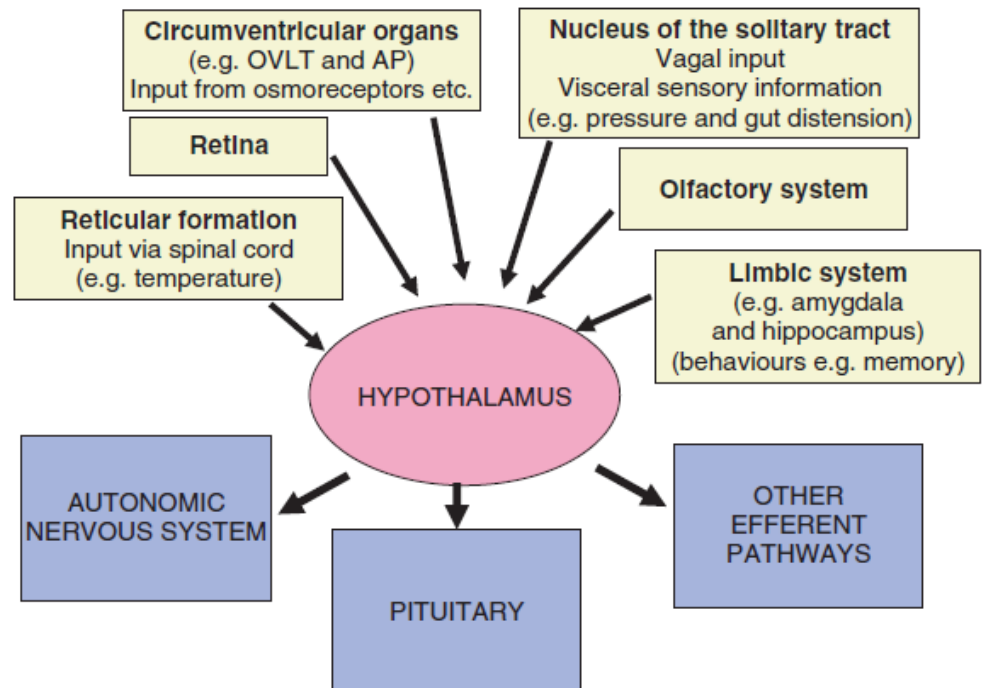 Circumventricular organs
(e.g. OVLT and AP)
Input from osmoreceptors etc.
Nucleus of the solitary tract
Vagal input
Visceral sensory information
(e.g. pressure and gut distension)
Retina
Olfactory system
Reticular formation
Input via spinal cord
(e.g. temperature)
Limbic system
(e.g. amygdala
and hippocampus)
(behaviours e.g. memory)
HYPOTHALAMUS
AUTONOMIC
NERVOUS SYSTEM
PITUITARY
OTHER
EFFERENT
PATHWAYS